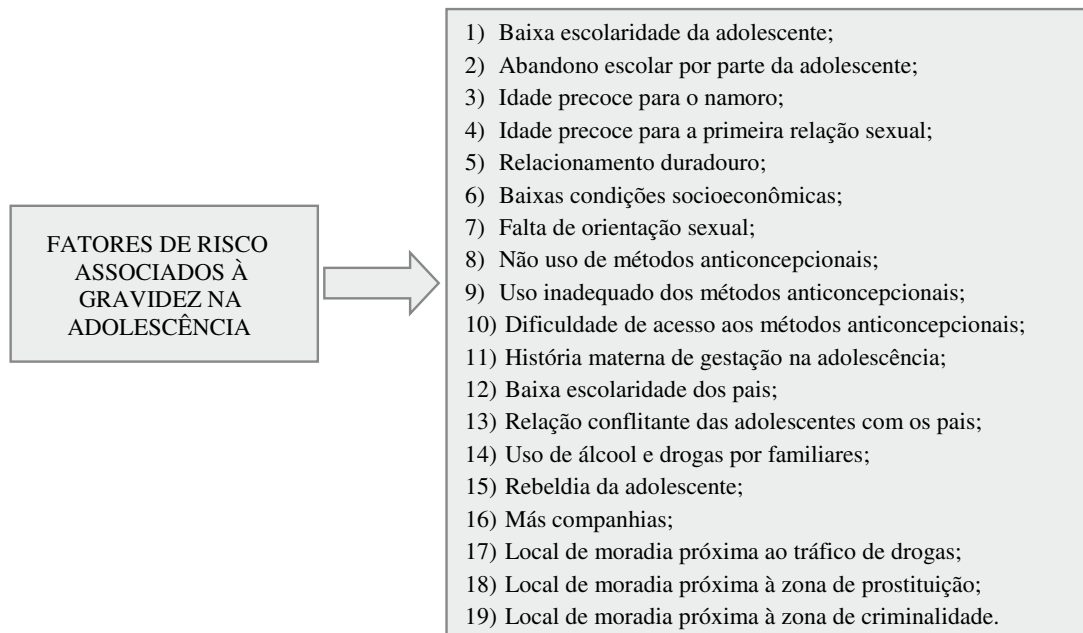 FATORES DE RISCO
ASSOCIADOS À
GRAVIDEZ NA
ADOLESCÊNCIA
1) Baixa escolaridade da adolescente;
2) Abandono escolar por parte da adolescente;
3) Idade precoce para o namoro;
4) Idade precoce para a primeira relação sexual;
5) Relacionamento duradouro;
6) Baixas condições socioeconômicas;
7) Falta de orientação sexual;
8) Não uso de métodos anticoncepcionais;
9) Uso inadequado dos métodos anticoncepcionais;
10) Dificuldade de acesso aos métodos anticoncepcionais;
11) História materna de gestação na adolescência;
12) Baixa escolaridade dos pais;
13) Relação conflitante das adolescentes com os pais;
14) Uso de álcool e drogas por familiares;
15) Rebeldia da adolescente;
16) Más companhias;
17) Local de moradia próxima ao tráfico de drogas;
18) Local de moradia próxima à zona de prostituição;
19) Local de moradia próxima à zona de criminalidade.